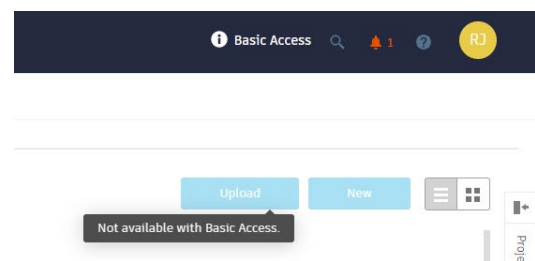 Basic Access 1 RJ
Upload New
Not available with Basic Access.
Proje